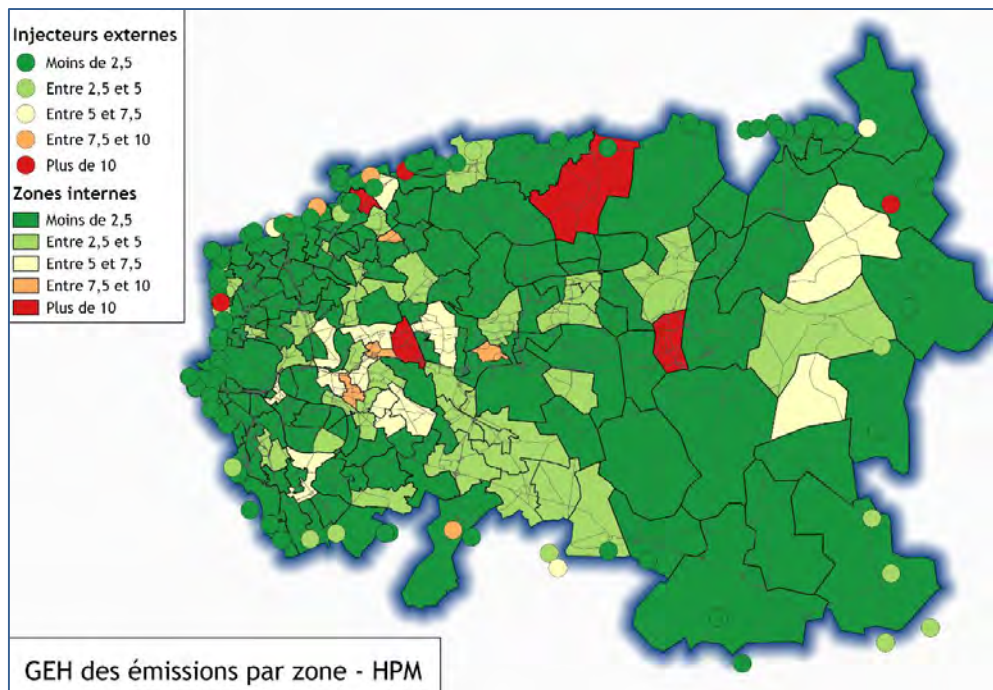 Injecteurs externes
Moins de 2,5
Entre 2,5 et 5
Entre 5 et 7,5
Entre 7,5 et 10
Plus de 10
Zones internes
Moins de 2,5
Entre 2,5 et 5
Entre 5 et 7,5
Entre 7,5 et 10
Plus de 10
GEH des émissions par zone - HPM